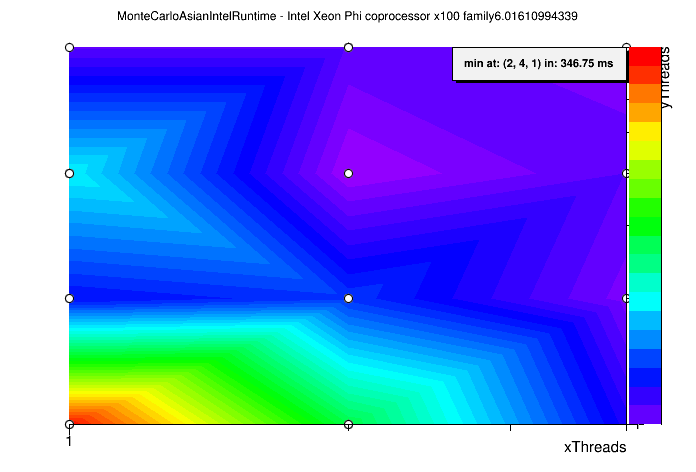 MonteCarloAsianIntelRuntime - Intel Xeon Phi coprocessor x100 family6.01610994339
min at: (2, 4, 1) in: 346.75 ms
yThreads
1
xThreads